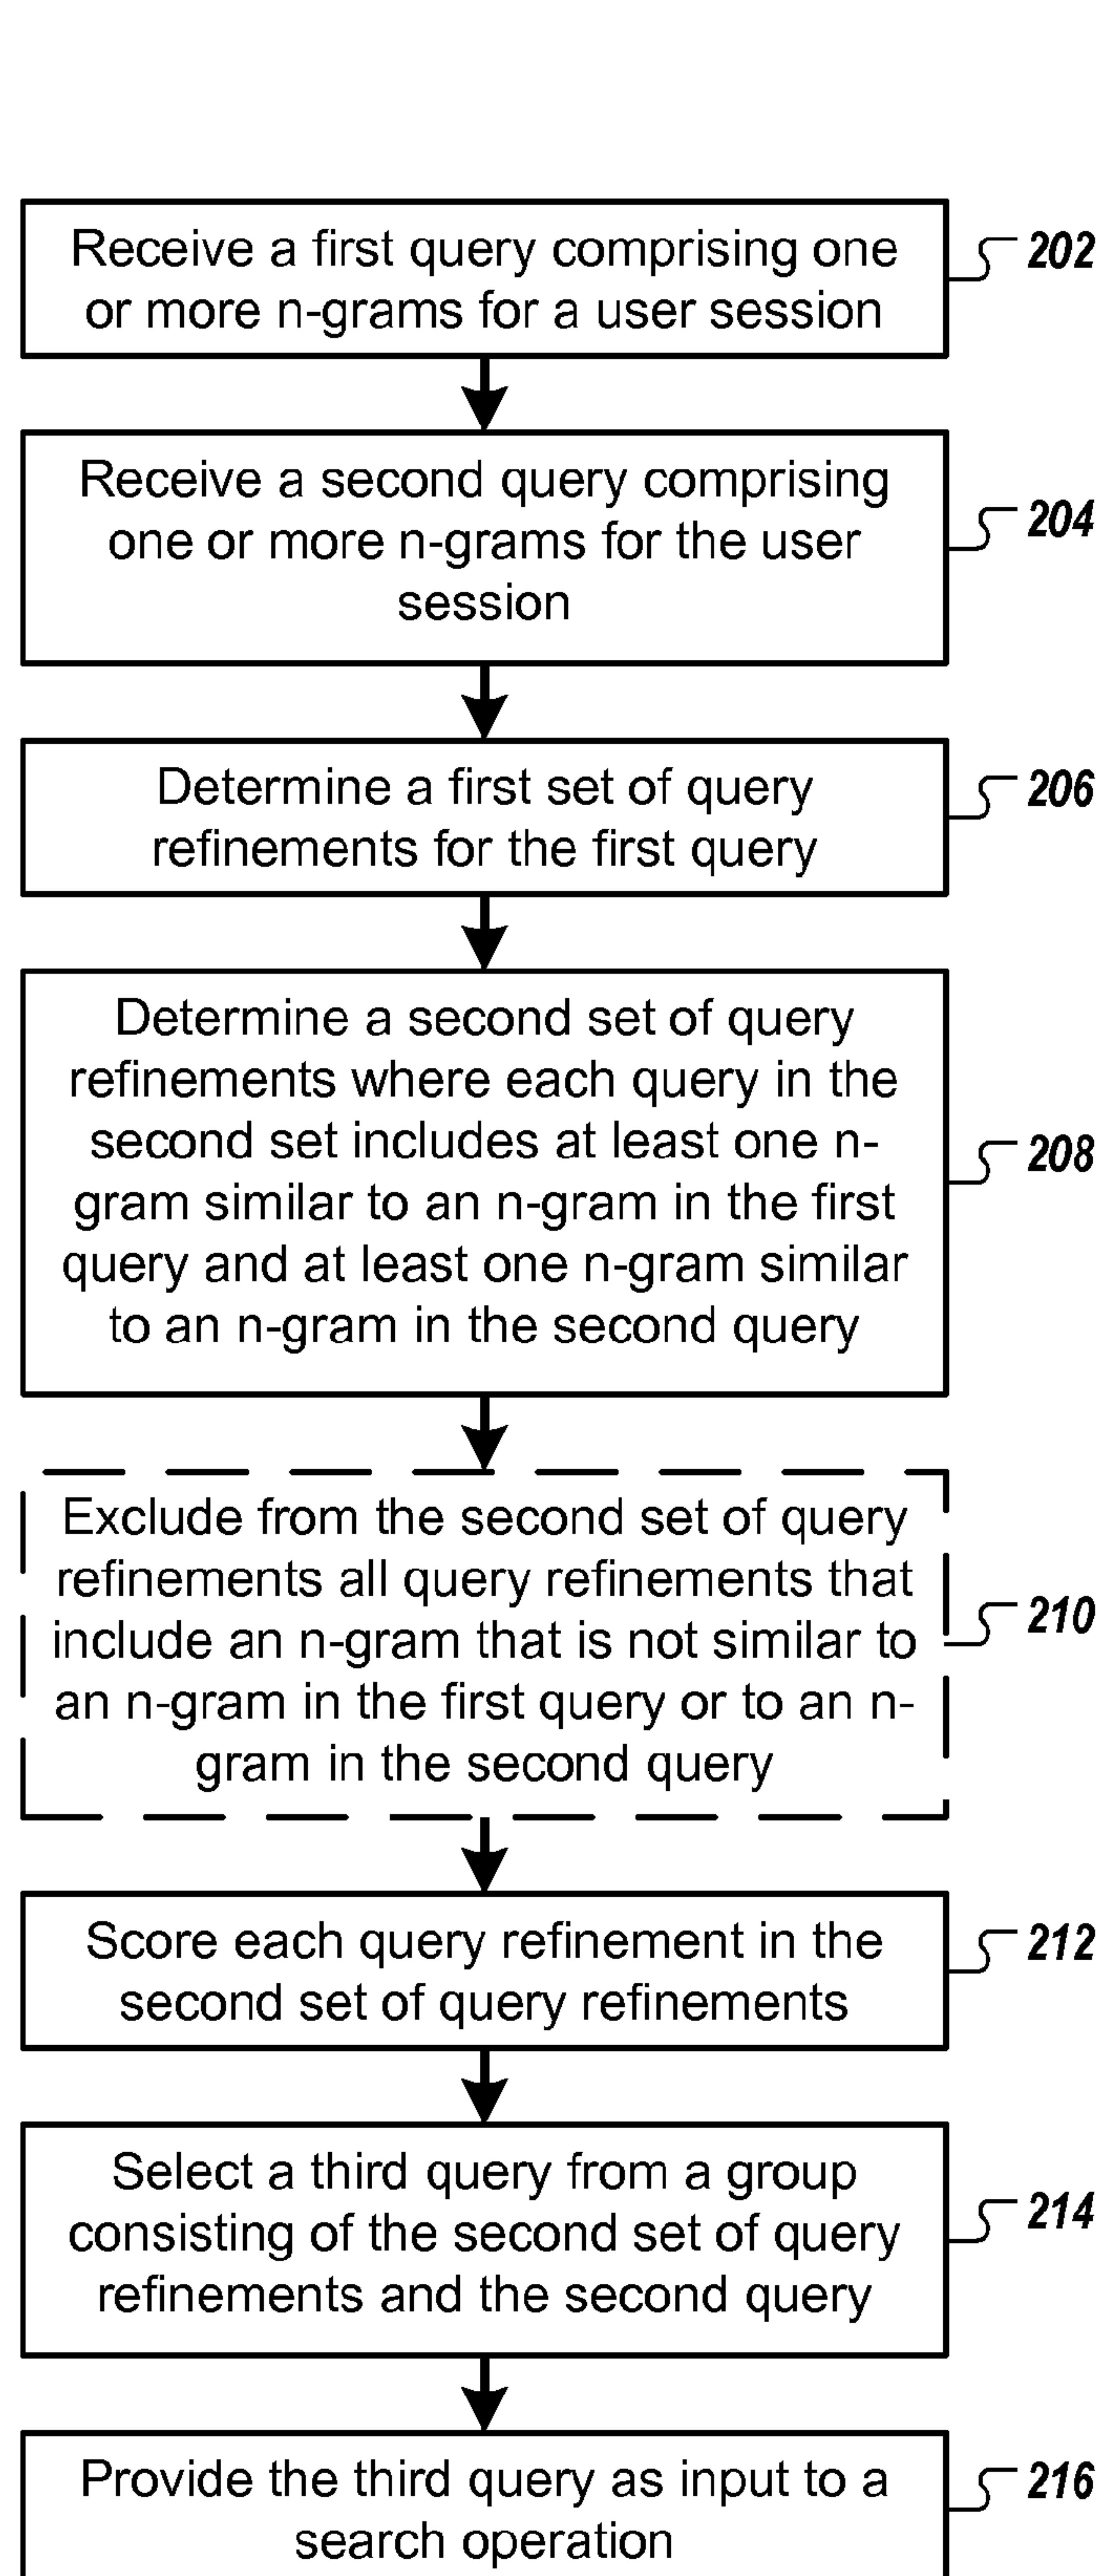 Receive a first query comprising one
or more n-grams for a user session
202
Receive a second query comprising
one or more n-grams for the user
session
204
Determine a first set of query
refinements for the first query
206
Determine a second set of query
refinements where each query in the
second set includes at least one n-
gram similar to an n-gram in the first
query and at least one n-gram similar
to an n-gram in the second query
208
Exclude from the second set of query
refinements all query refinements that
include an n-gram that is not similar to
an n-gram in the first query or to an n-
gram in the second query
210
Score each query refinement in the
second set of query refinements
212
Select a third query from a group
consisting of the second set of query
refinements and the second query
214
Provide the third query as input to a
search operation
216